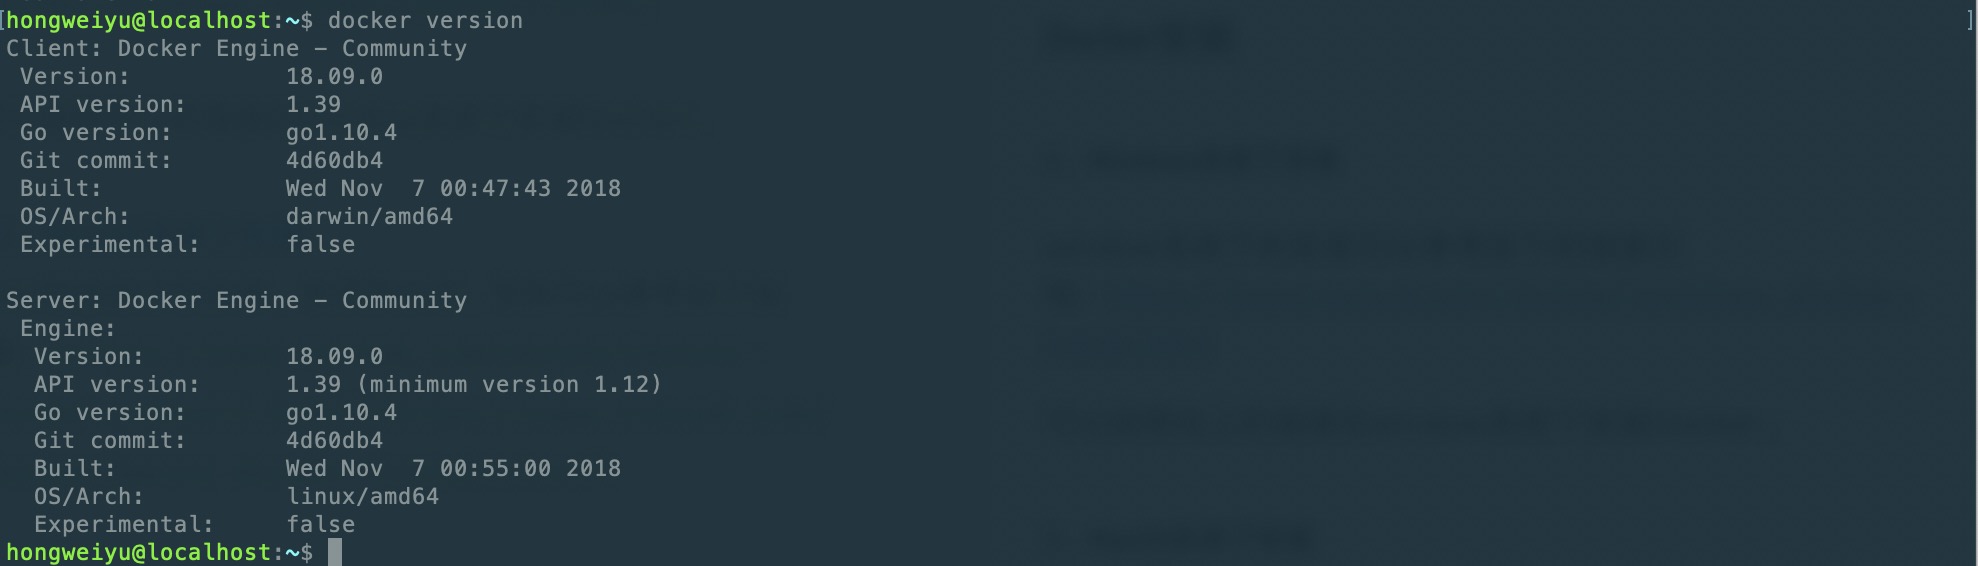 [hongweiyu@localhost:~$ docker version ]
Client: Docker Engine - Community
 Version:           18.09.0
 API version:       1.39
 Go version:        go1.10.4
 Git commit:        4d60db4
 Built:             Wed Nov  7 00:47:43 2018
 OS/Arch:           darwin/amd64
 Experimental:      false

Server: Docker Engine - Community
 Engine:
  Version:          18.09.0
  API version:      1.39 (minimum version 1.12)
  Go version:       go1.10.4
  Git commit:       4d60db4
  Built:            Wed Nov  7 00:55:00 2018
  OS/Arch:          linux/amd64
  Experimental:     false
hongweiyu@localhost:~$